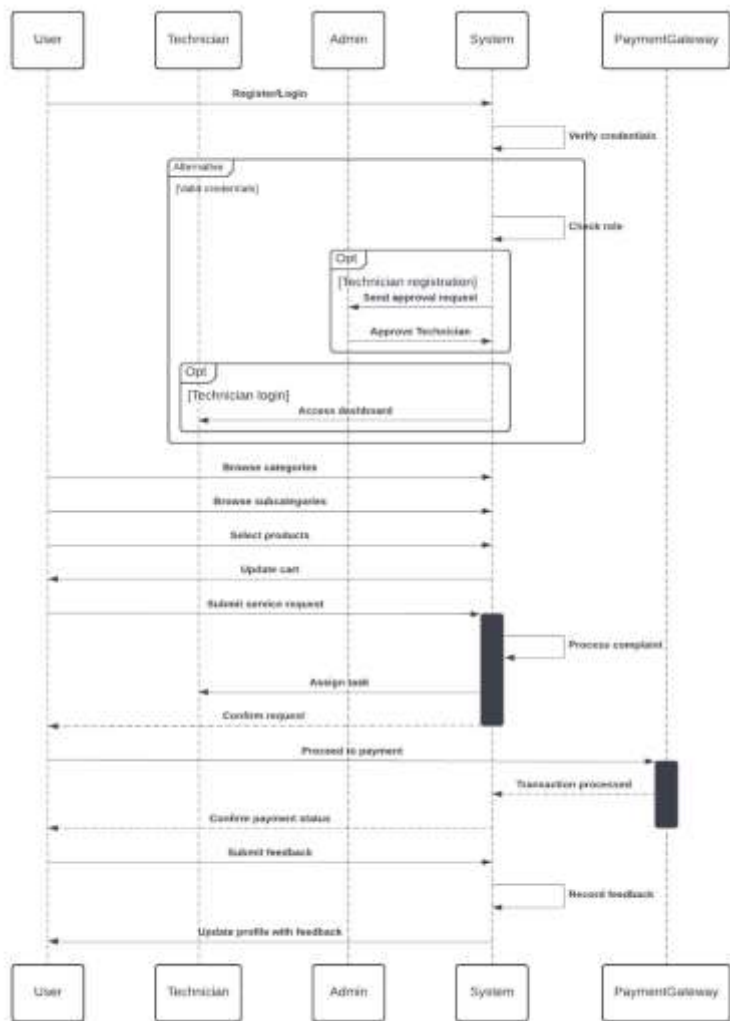 User
Technician
Admin
System
PaymentGateway
Register/Login
Verify credentials
Alternative
[Valid credentials]
Check role
Opt
[Technician registration]
Send approval request
Approve Technician
Opt
[Technician login]
Access dashboard
Browse categories
Browse subcategories
Select products
Update cart
Submit service request
Process complaint
Assign task
Confirm request
Proceed to payment
Transaction processed
Confirm payment status
Submit feedback
Record feedback
Update profile with feedback
User
Technician
Admin
System
PaymentGateway